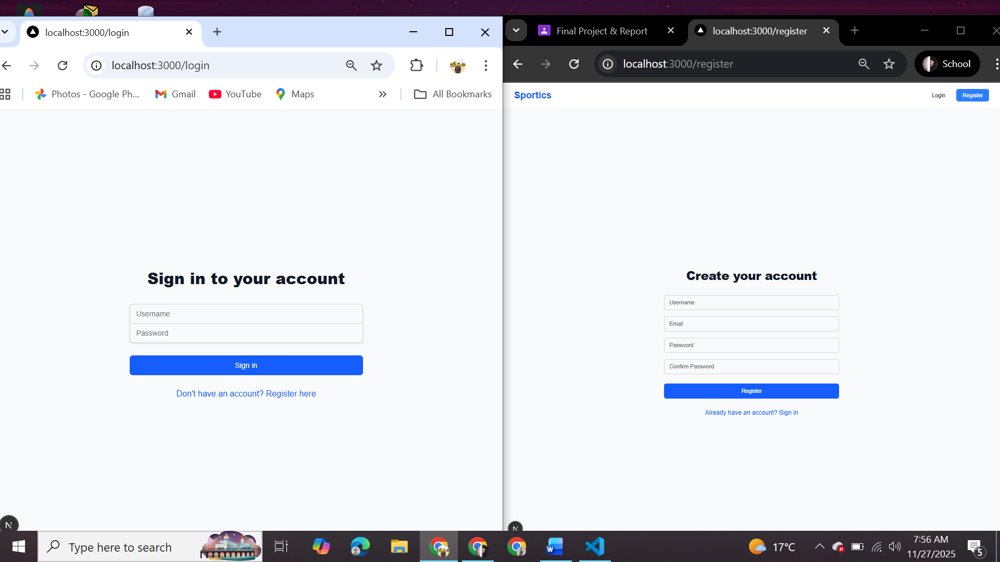 localhost:3000/login
localhost:3000/login
Photos - Google Ph...
Gmail
YouTube
Maps
All Bookmarks
Sign in to your account
Username
Password
Sign in
Don't have an account? Register here
N
Final Project & Report
localhost:3000/register
localhost:3000/register
School
Sportics
Login
Register
Create your account
Username
Email
Password
Confirm Password
Register
Already have an account? Sign in
N
Type here to search
17°C
7:56 AM
11/27/2025
5